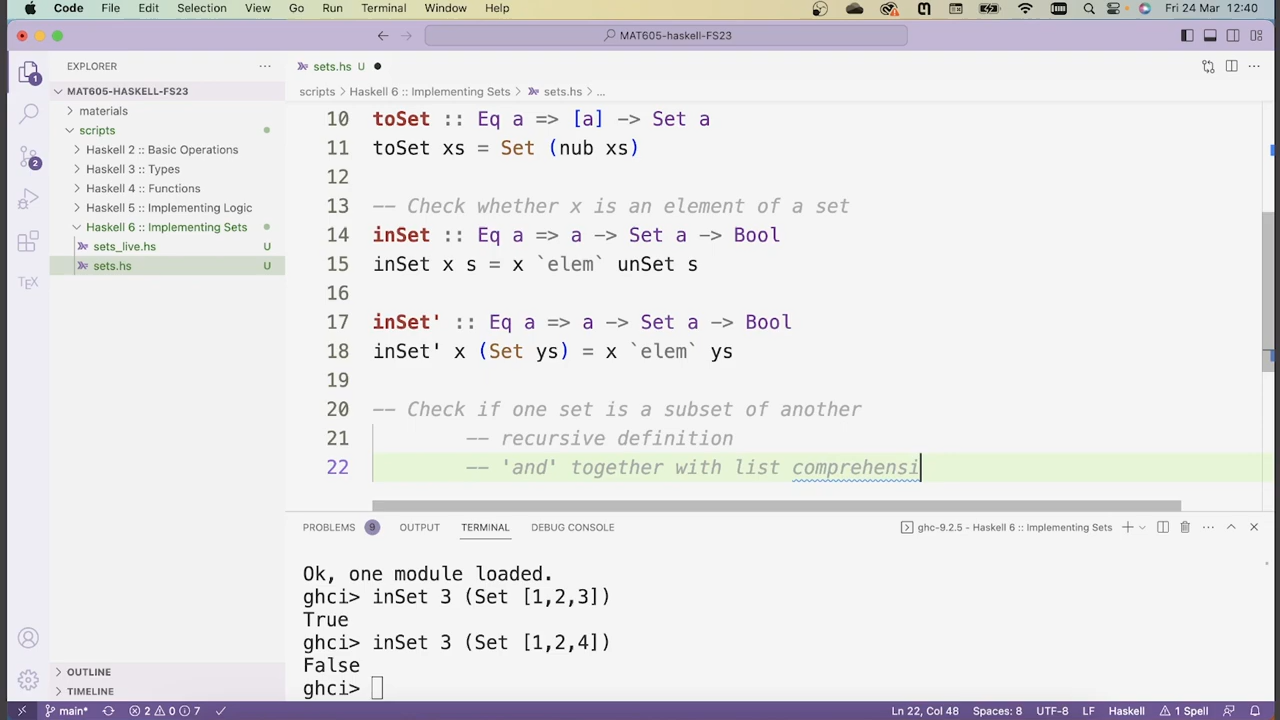 Code File Edit Selection View Go Run Terminal Window Help Fri 24 Mar 12:40
MAT605-haskell-FS23
EXPLORER
MAT605-HASKELL-FS23
materials
scripts
Haskell 2 :: Basic Operations
Haskell 3 :: Types
Haskell 4 :: Functions
Haskell 5 :: Implementing Logic
Haskell 6 :: Implementing Sets
sets_live.hs U
sets.hs U
OUTLINE
TIMELINE
1
2
TEX
sets.hs U
scripts > Haskell 6 :: Implementing Sets > sets.hs > ...
10 toSet :: Eq a => [a] -> Set a
11 toSet xs = Set (nub xs)
12
13 -- Check whether x is an element of a set
14 inSet :: Eq a => a -> Set a -> Bool
15 inSet x s = x `elem` unSet s
16
17 inSet' :: Eq a => a -> Set a -> Bool
18 inSet' x (Set ys) = x `elem` ys
19
20 -- Check if one set is a subset of another
21 -- recursive definition
22 -- 'and' together with list comprehensi
PROBLEMS 9 OUTPUT TERMINAL DEBUG CONSOLE ghc-9.2.5 - Haskell 6 :: Implementing Sets
Ok, one module loaded.
ghci> inSet 3 (Set [1,2,3])
True
ghci> inSet 3 (Set [1,2,4])
False
ghci>
main* 2 0 7 Ln 22, Col 48 Spaces: 8 UTF-8 LF Haskell 1 Spell